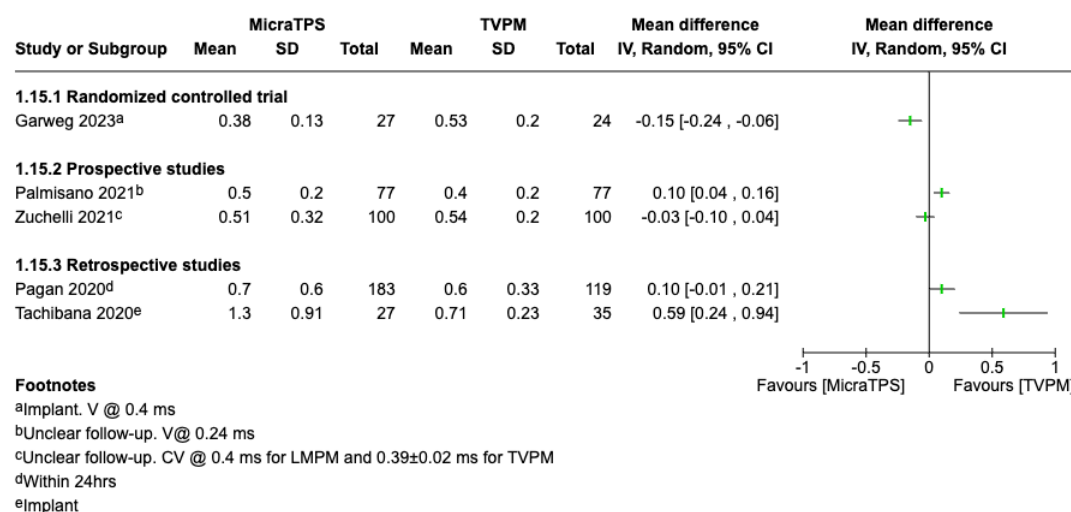 MicraTPS TVPM Mean difference Mean difference
Study or Subgroup Mean SD Total Mean SD Total IV, Random, 95% CI IV, Random, 95% CI
1.15.1 Randomized controlled trial
Garweg 2023a 0.38 0.13 27 0.53 0.2 24 -0.15 [-0.24 , -0.06]
1.15.2 Prospective studies
Palmisano 2021b 0.5 0.2 77 0.4 0.2 77 0.10 [0.04 , 0.16]
Zuchelli 2021c 0.51 0.32 100 0.54 0.2 100 -0.03 [-0.10 , 0.04]
1.15.3 Retrospective studies
Pagan 2020d 0.7 0.6 183 0.6 0.33 119 0.10 [-0.01 , 0.21]
Tachibana 2020e 1.3 0.91 27 0.71 0.23 35 0.59 [0.24 , 0.94]
-1 -0.5 0 0.5 1
Favours [MicraTPS] Favours [TVPM]
Footnotes
aImplant. V @ 0.4 ms
bUnclear follow-up. V@ 0.24 ms
cUnclear follow-up. CV @ 0.4 ms for LMPM and 0.39±0.02 ms for TVPM
dWithin 24hrs
eImplant